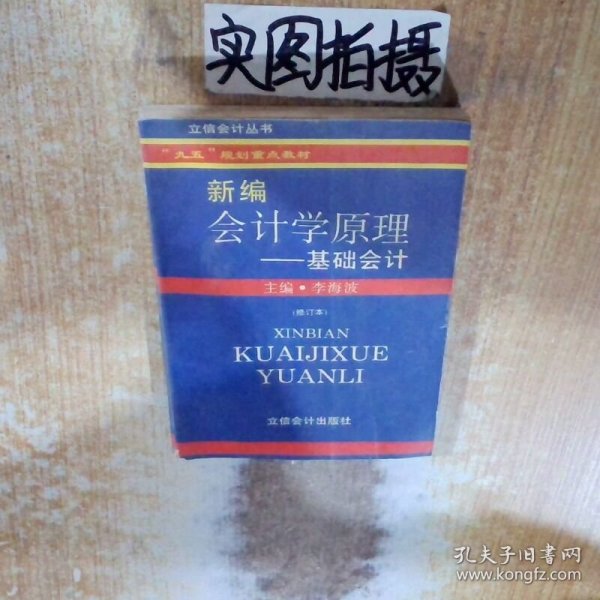 实图拍摄
立信会计丛书
“九五”规划重点教材
新编
会计学原理
——基础会计
主编·李海波
(修订本)
XINBIAN
KUAIJIXUE
YUANLI
立信会计出版社
孔夫子旧书网
www.kongfz.com